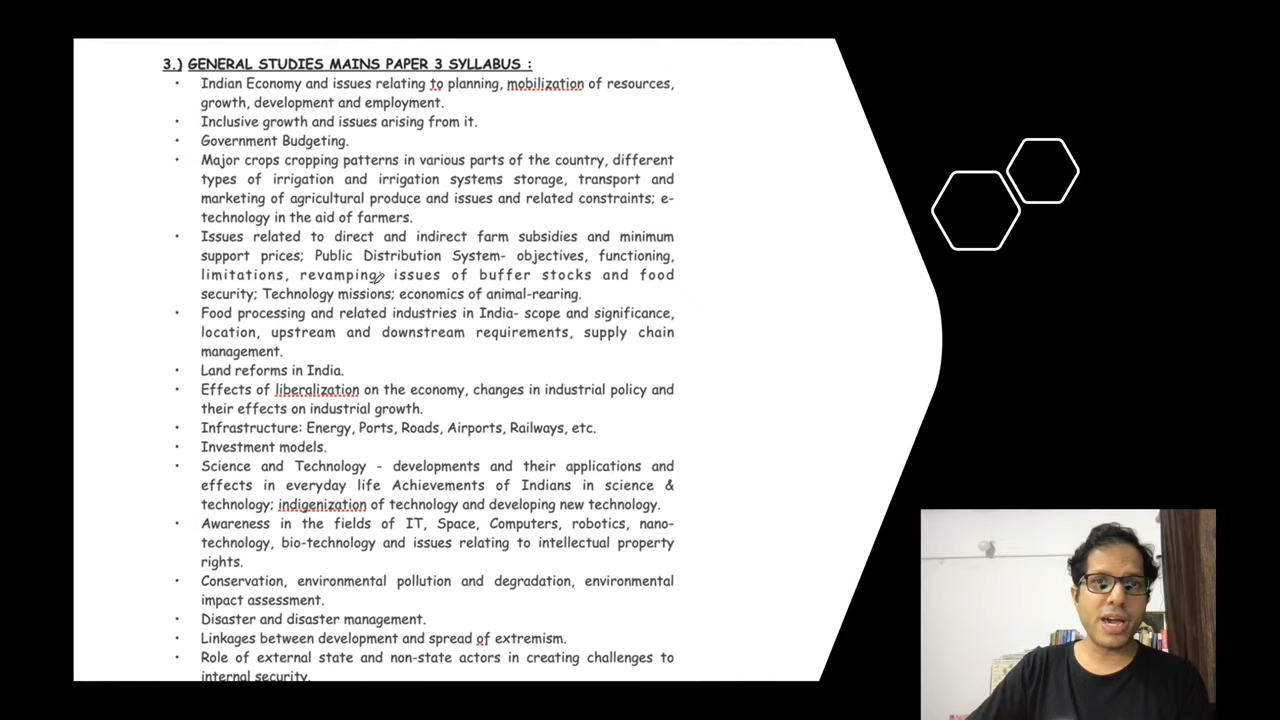 3.) GENERAL STUDIES MAINS PAPER 3 SYLLABUS :
• Indian Economy and issues relating to planning, mobilization of resources,
growth, development and employment.
• Inclusive growth and issues arising from it.
• Government Budgeting.
• Major crops cropping patterns in various parts of the country, different
types of irrigation and irrigation systems storage, transport and
marketing of agricultural produce and issues and related constraints; e-
technology in the aid of farmers.
• Issues related to direct and indirect farm subsidies and minimum
support prices; Public Distribution System- objectives, functioning,
limitations, revamping issues of buffer stocks and food
security; Technology missions; economics of animal-rearing.
• Food processing and related industries in India- scope and significance,
location, upstream and downstream requirements, supply chain
management.
• Land reforms in India.
• Effects of liberalization on the economy, changes in industrial policy and
their effects on industrial growth.
• Infrastructure: Energy, Ports, Roads, Airports, Railways, etc.
• Investment models.
• Science and Technology - developments and their applications and
effects in everyday life Achievements of Indians in science &
technology; indigenization of technology and developing new technology.
• Awareness in the fields of IT, Space, Computers, robotics, nano-
technology, bio-technology and issues relating to intellectual property
rights.
• Conservation, environmental pollution and degradation, environmental
impact assessment.
• Disaster and disaster management.
• Linkages between development and spread of extremism.
• Role of external state and non-state actors in creating challenges to
internal security.